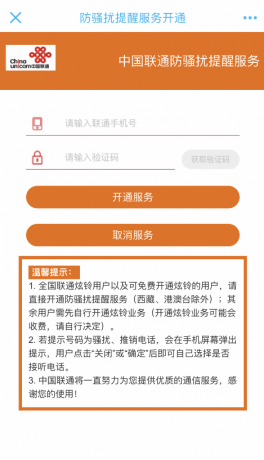 防骚扰提醒服务开通
China
unicom中国联通
中国联通防骚扰提醒服务
请输入联通手机号
请输入验证码
获取验证码
开通服务
取消服务
温馨提示：
1. 全国联通炫铃用户以及可免费开通炫铃的用户，请
直接开通防骚扰提醒服务（西藏、港澳台除外）；其
余用户需先自行开通炫铃业务（开通炫铃业务可能会
收费，请自行决定）。
2. 若提示号码为骚扰、推销电话，会在手机屏幕弹出
提示，用户点击“关闭”或“确定”后即可自己选择是否
接听电话。
3. 中国联通将一直努力为您提供优质的通信服务，感
谢您的使用！